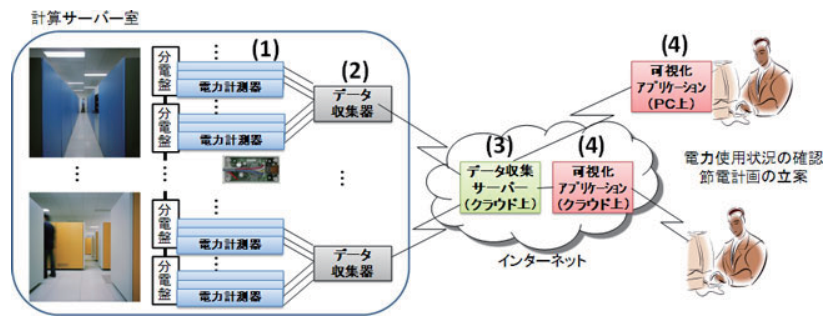 計算サーバー室
分電盤
(1)
電力計測器
(2)
データ
収集器
分電盤
電力計測器
分電盤
電力計測器
分電盤
電力計測器
データ
収集器
(3)
データ収集
サーバー
(クラウド上)
(4)
可視化
アプリケーション
(クラウド上)
インターネット
(4)
可視化
アプリケーション
(PC上)
電力使用状況の確認
節電計画の立案